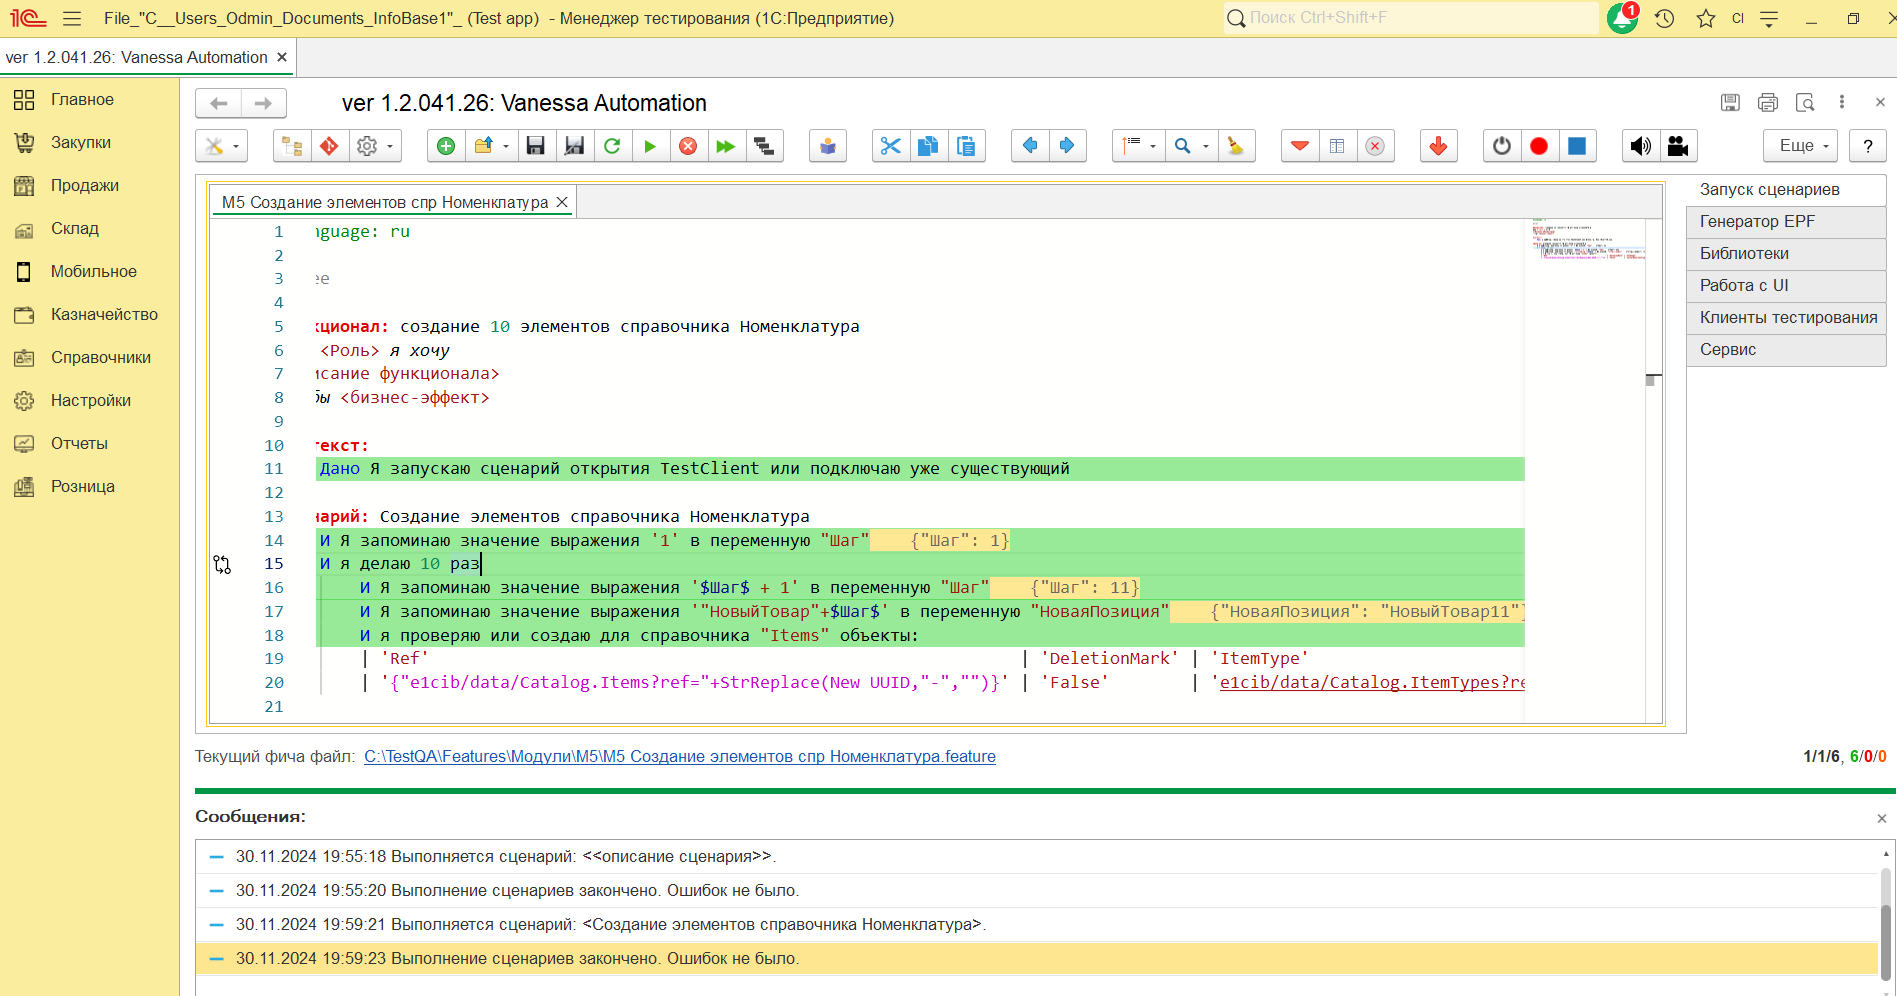 File_"C__Users_Odmin_Documents_InfoBase1"_ (Test app) - Менеджер тестирования (1С:Предприятие)
Поиск Ctrl+Shift+F
1
CI
ver 1.2.041.26: Vanessa Automation
Главное
Закупки
Продажи
Склад
Мобильное
Казначейство
Справочники
Настройки
Отчеты
Розница
ver 1.2.041.26: Vanessa Automation
Еще
?
М5 Создание элементов спр Номенклатура
1 nguage: ru
2
3 ее
4
5 кционал: создание 10 элементов справочника Номенклатура
6 <Роль> я хочу
7 исание функционала>
8 бы <бизнес-эффект>
9
10 текст:
11 Дано Я запускаю сценарий открытия TestClient или подключаю уже существующий
12
13 нарий: Создание элементов справочника Номенклатура
14 И Я запоминаю значение выражения '1' в переменную "Шаг" {"Шаг": 1}
15 И я делаю 10 раз
16 И Я запоминаю значение выражения '$Шаг$ + 1' в переменную "Шаг" {"Шаг": 11}
17 И Я запоминаю значение выражения '"НовыйТовар"+$Шаг$' в переменную "НоваяПозиция" {"НоваяПозиция": "НовыйТовар11"}
18 И я проверяю или создаю для справочника "Items" объекты:
19 | 'Ref' | 'DeletionMark' | 'ItemType'
20 | '{"e1cib/data/Catalog.Items?ref="+StrReplace(New UUID,"-","")}' | 'False' | 'e1cib/data/Catalog.ItemTypes?re
21
Запуск сценариев
Генератор EPF
Библиотеки
Работа с UI
Клиенты тестирования
Сервис
Текущий фича файл: C:\TestQA\Features\Модули\М5\М5 Создание элементов спр Номенклатура.feature
1/1/6, 6/0/0
Сообщения:
30.11.2024 19:55:18 Выполняется сценарий: <<описание сценария>>.
30.11.2024 19:55:20 Выполнение сценариев закончено. Ошибок не было.
30.11.2024 19:59:21 Выполняется сценарий: <Создание элементов справочника Номенклатура>.
30.11.2024 19:59:23 Выполнение сценариев закончено. Ошибок не было.